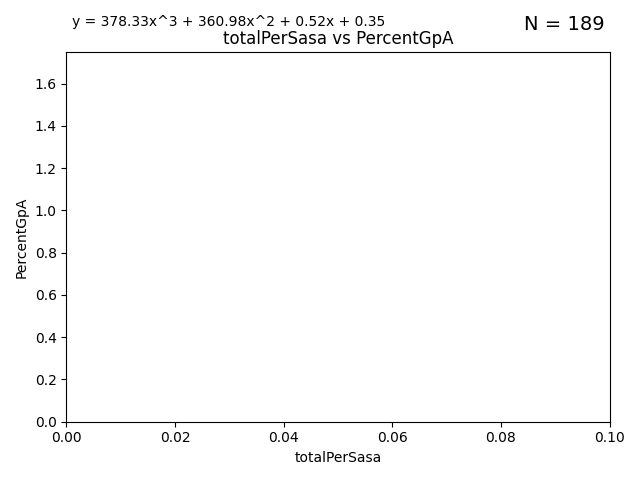 y = 378.33x^3 + 360.98x^2 + 0.52x + 0.35
N = 189
totalPerSasa vs PercentGpA
PercentGpA
1.6
1.4
1.2
1.0
0.8
0.6
0.4
0.2
0.0
0.00 0.02 0.04 0.06 0.08 0.10
totalPerSasa